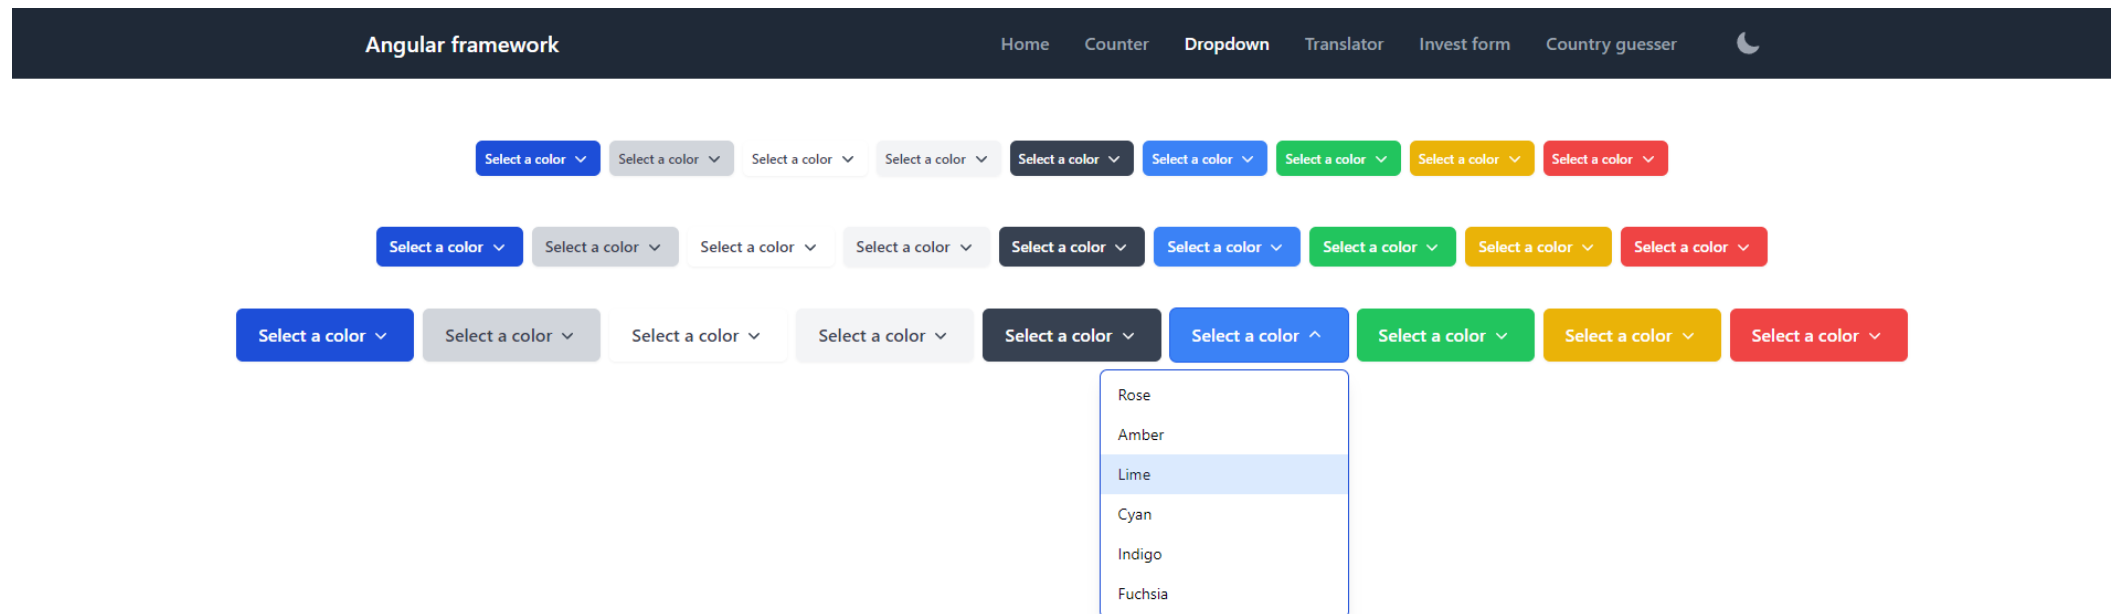 Angular framework Home Counter Dropdown Translator Invest form Country guesser
Select a color Select a color Select a color Select a color Select a color Select a color Select a color Select a color Select a color
Select a color Select a color Select a color Select a color Select a color Select a color Select a color Select a color Select a color
Select a color Select a color Select a color Select a color Select a color Select a color Select a color Select a color Select a color
Rose
Amber
Lime
Cyan
Indigo
Fuchsia